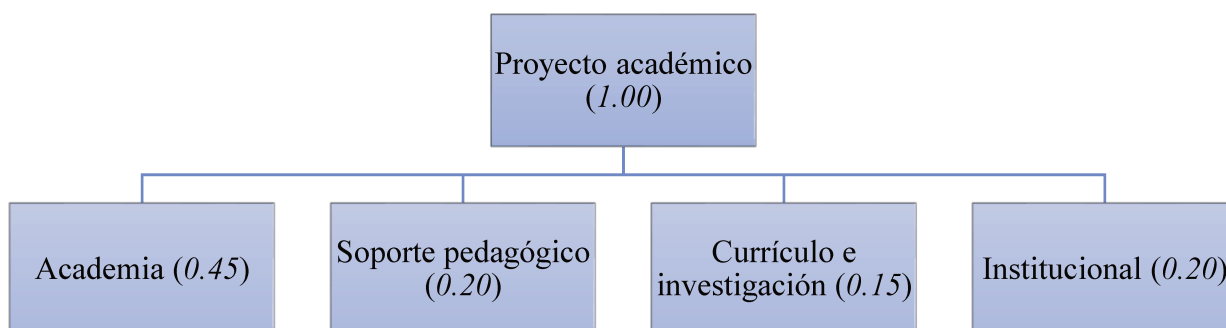 Proyecto académico
(1.00)
Academia (0.45)
Soporte pedagógico
(0.20)
Currículo e
investigación (0.15)
Institucional (0.20)